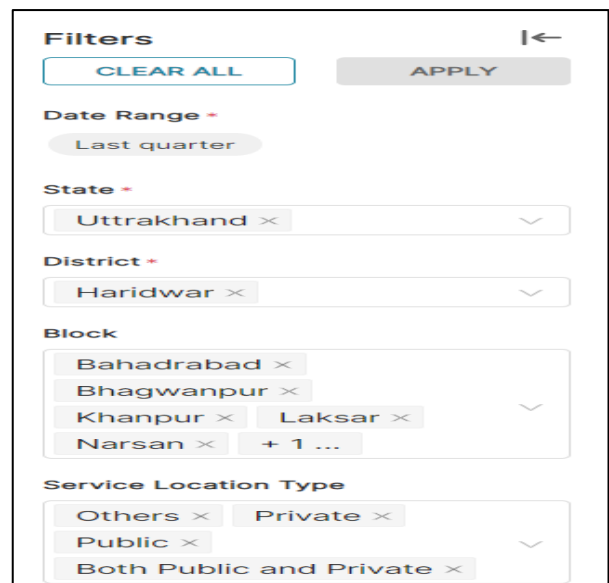 Filters
CLEAR ALL APPLY
Date Range *
Last quarter
State *
Uttrakhand ×
District *
Haridwar ×
Block
Bahadrabad ×
Bhagwanpur ×
Khanpur × Laksar ×
Narsan × + 1 ...
Service Location Type
Others × Private ×
Public ×
Both Public and Private ×